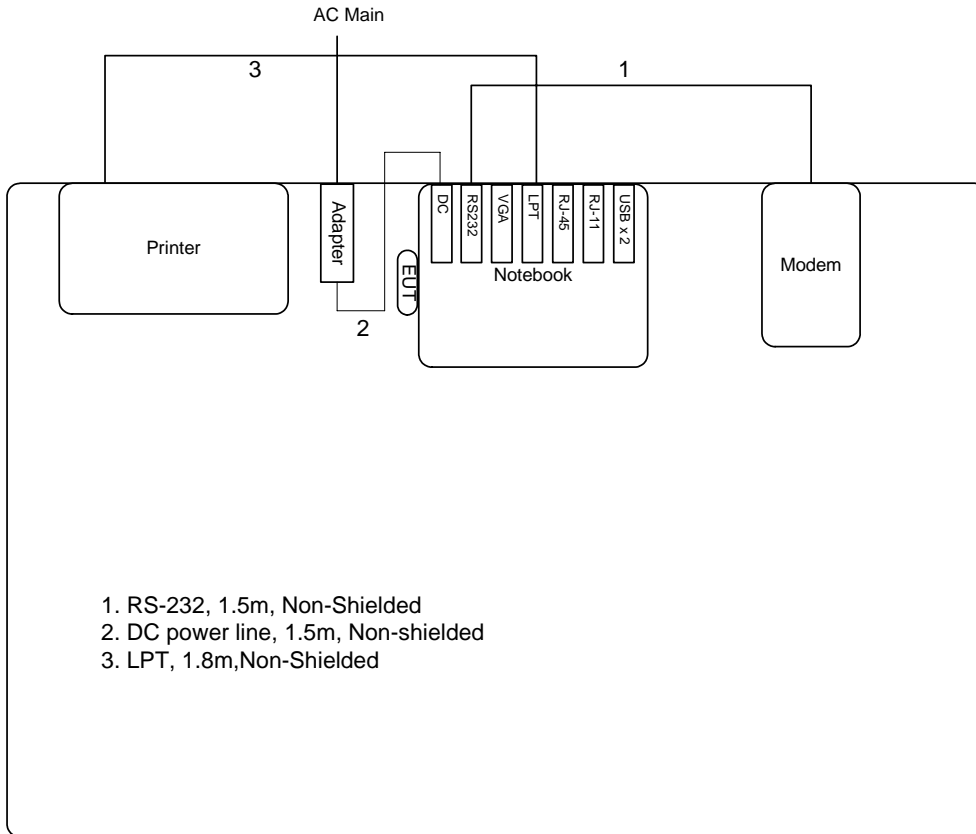 AC Main
3
1
Printer
Adapter
2
EUT
DC
RS232
VGA
LPT
RJ-45
RJ-11
USB x 2
Notebook
Modem
1. RS-232, 1.5m, Non-Shielded
2. DC power line, 1.5m, Non-shielded
3. LPT, 1.8m,Non-Shielded